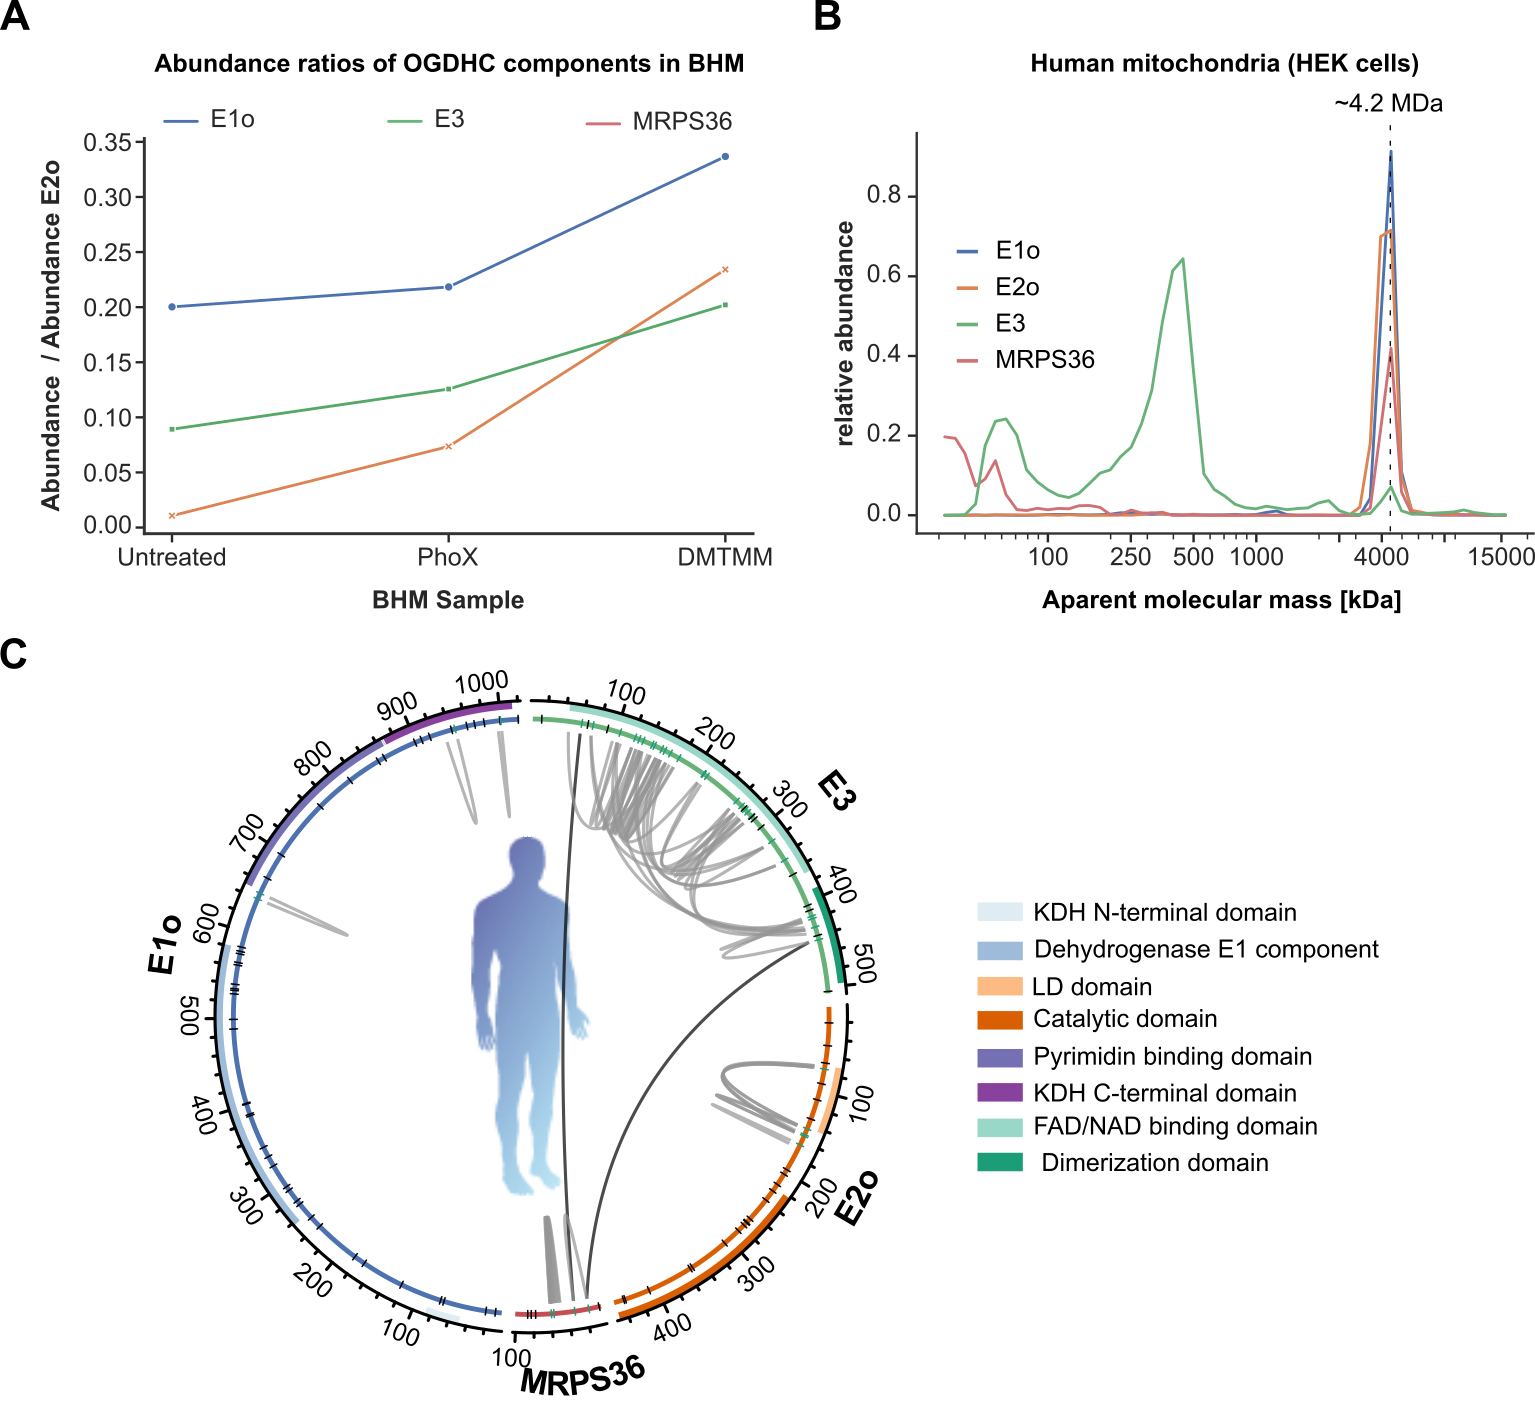 A
Abundance ratios of OGDHC components in BHM
E1o E3 MRPS36
0.35
0.30
0.25
0.20
0.15
0.10
0.05
0.00
Abundance / Abundance E2o
Untreated PhoX DMTMM
BHM Sample
B
Human mitochondria (HEK cells)
~4.2 MDa
0.8
0.6
0.4
0.2
0.0
relative abundance
E1o
E2o
E3
MRPS36
100 250 500 1000 4000 15000
Apparent molecular mass [kDa]
C
E3
100
200
300
400
500
E2o
100
200
300
400
MRPS36
100
E1o
100
200
300
400
500
600
700
800
900
1000
KDH N-terminal domain
Dehydrogenase E1 component
LD domain
Catalytic domain
Pyrimidin binding domain
KDH C-terminal domain
FAD/NAD binding domain
Dimerization domain